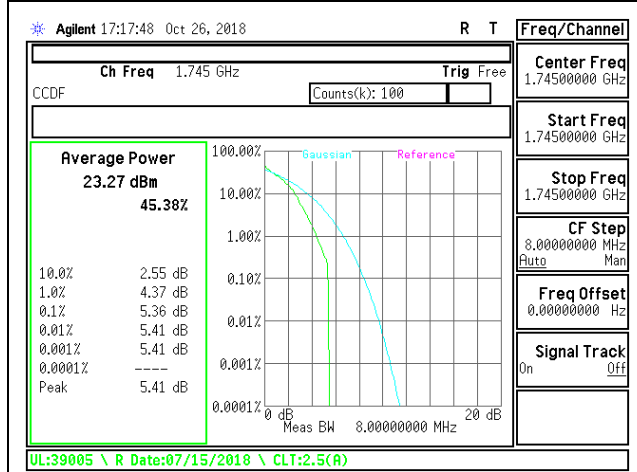 Agilent 17:17:48 Oct 26, 2018 R T
Freq/Channel
Ch Freq 1.745 GHz Trig Free
CCDF Counts(k): 100
Average Power
23.27 dBm
45.38%
10.0% 2.55 dB
1.0% 4.37 dB
0.1% 5.36 dB
0.01% 5.41 dB
0.001% 5.41 dB
0.0001% ----
Peak 5.41 dB
Gaussian Reference
100.00%
10.00%
1.00%
0.10%
0.01%
0.001%
0.0001%
0 dB 20 dB
Meas BW 8.00000000 MHz
Center Freq
1.74500000 GHz
Start Freq
1.74500000 GHz
Stop Freq
1.74500000 GHz
CF Step
8.00000000 MHz
Auto Man
Freq Offset
0.00000000 Hz
Signal Track
On Off
UL:39005 \ R Date:07/15/2018 \ CLT:2.5(A)